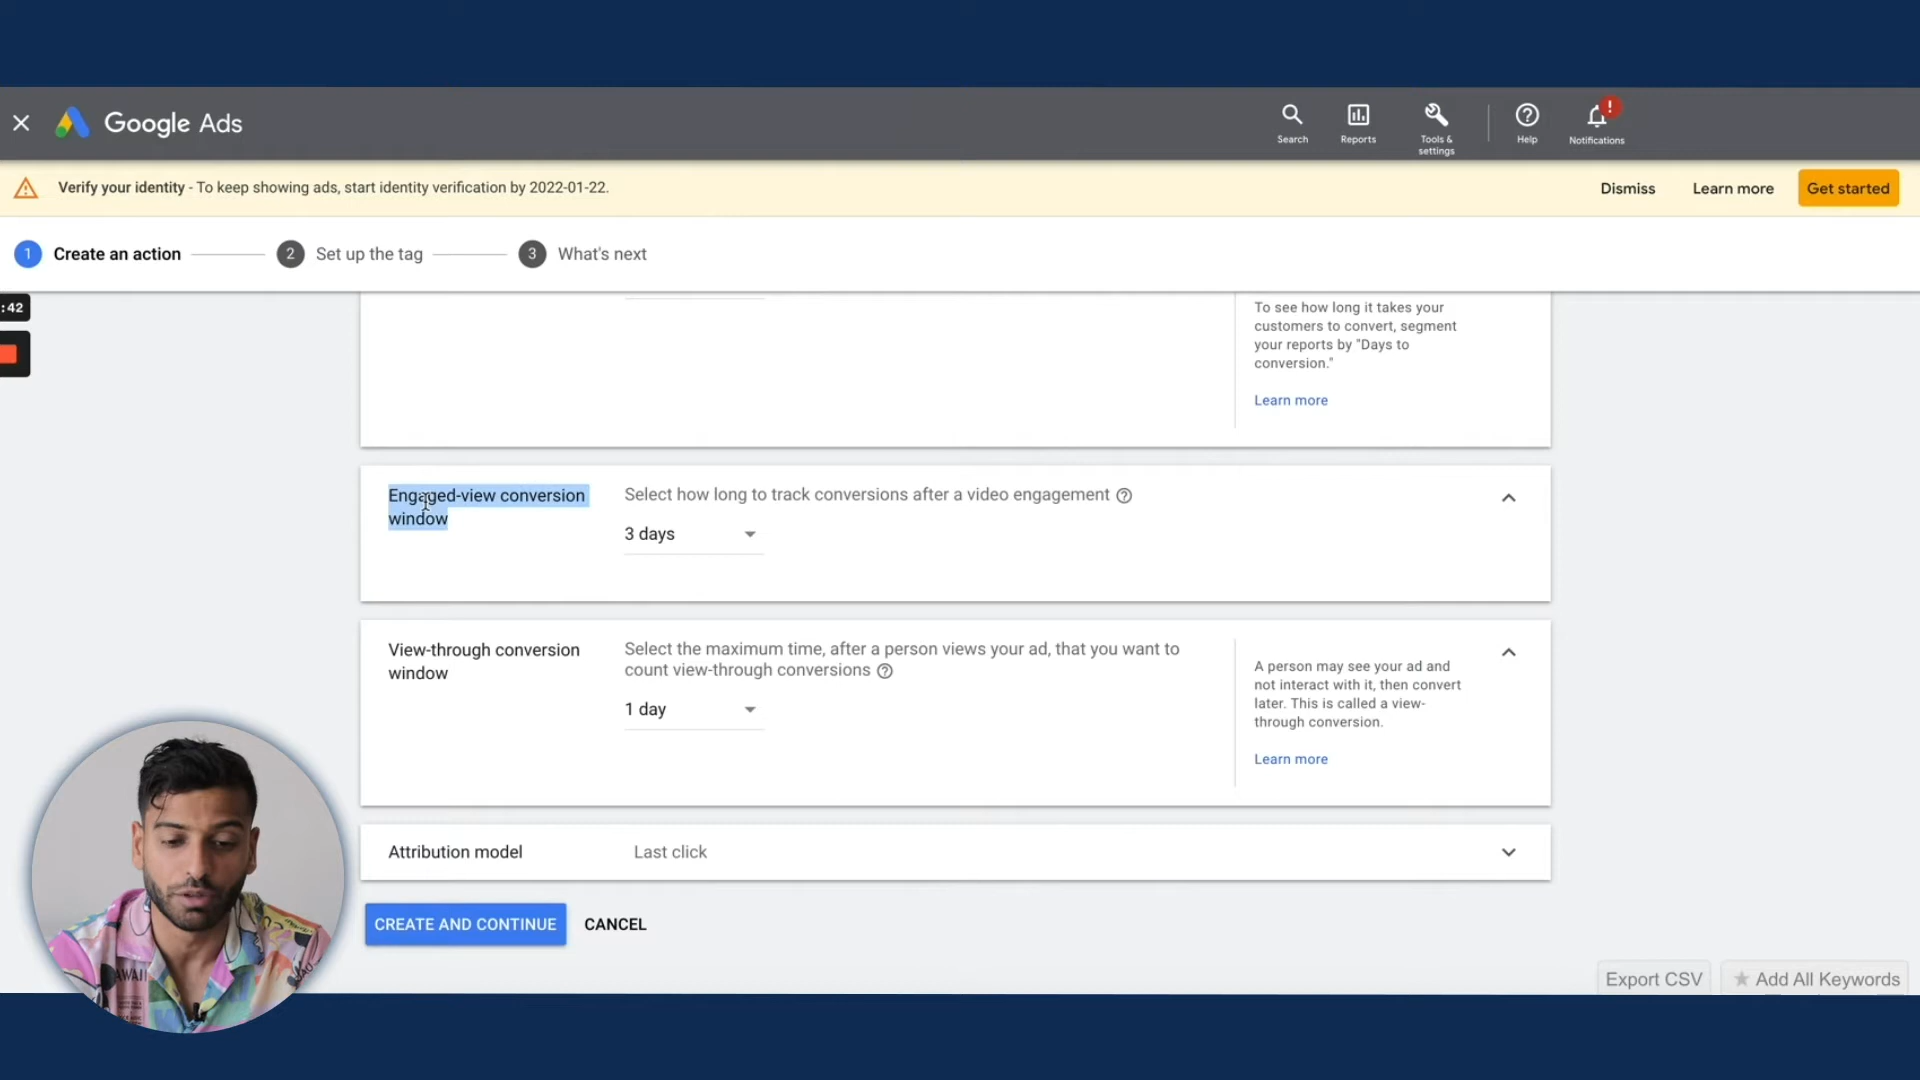 Google Ads
Search
Reports
Tools &
settings
Help
!
Notifications
Verify your identity - To keep showing ads, start identity verification by 2022-01-22.
Dismiss
Learn more
Get started
1 Create an action
2 Set up the tag
3 What's next
:42
To see how long it takes your
customers to convert, segment
your reports by "Days to
conversion."
Learn more
Engaged-view conversion
window
Select how long to track conversions after a video engagement
3 days
View-through conversion
window
Select the maximum time, after a person views your ad, that you want to
count view-through conversions
1 day
A person may see your ad and
not interact with it, then convert
later. This is called a view-
through conversion.
Learn more
Attribution model
Last click
CREATE AND CONTINUE
CANCEL
Export CSV
Add All Keywords